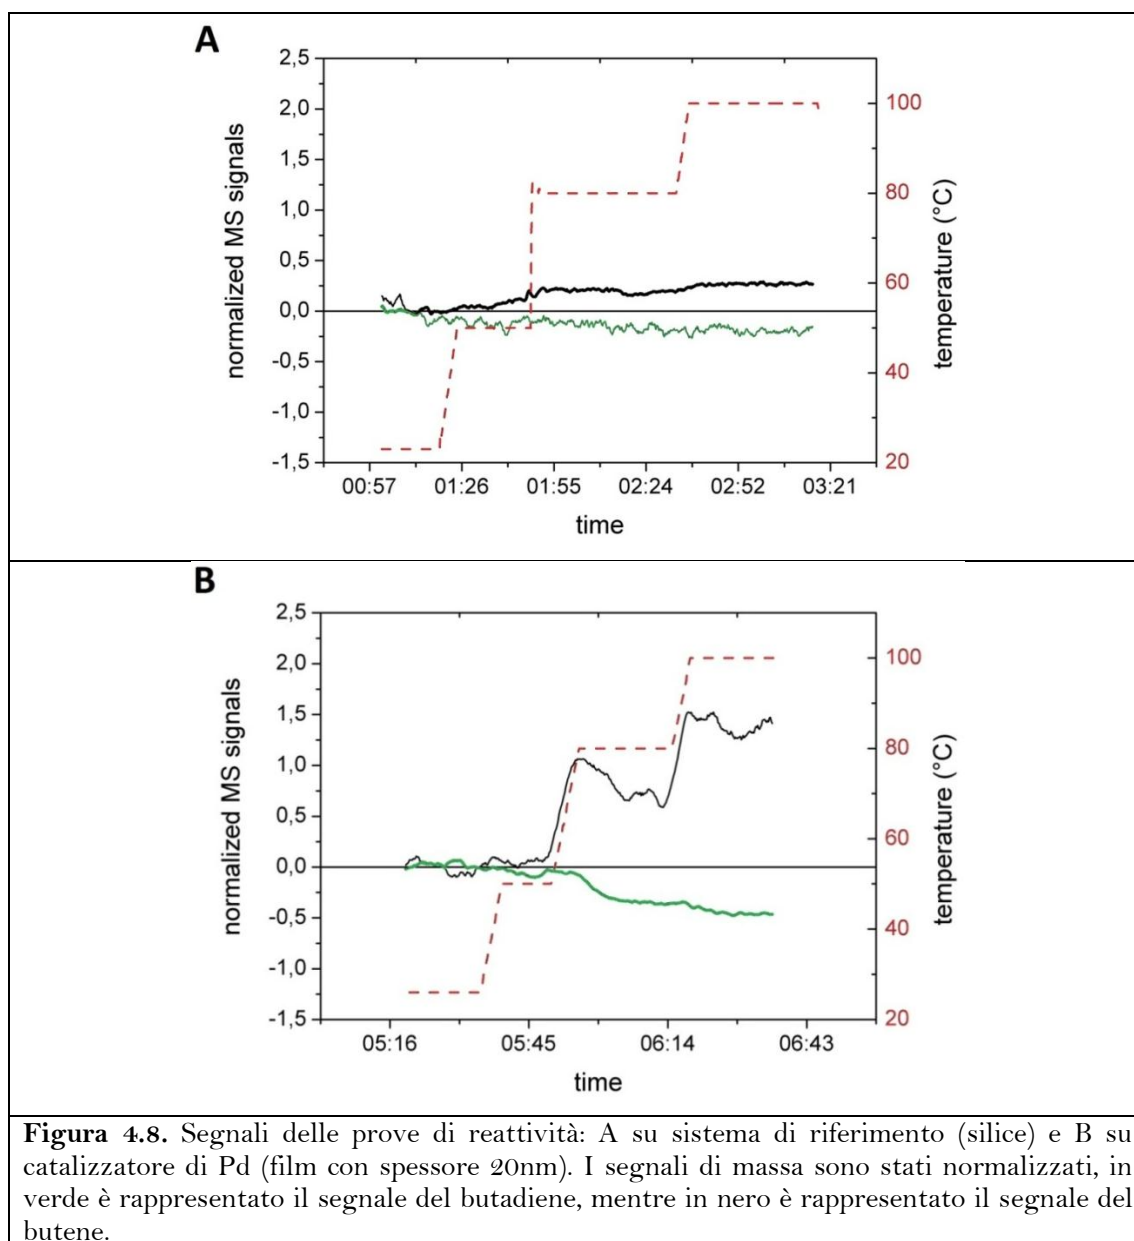 A
2,5
2,0
1,5
1,0
0,5
0,0
-0,5
-1,0
-1,5
normalized MS signals
100
80
60
40
20
temperature (°C)
00:57 01:26 01:55 02:24 02:52 03:21
time
B
2,5
2,0
1,5
1,0
0,5
0,0
-0,5
-1,0
-1,5
normalized MS signals
100
80
60
40
20
temperature (°C)
05:16 05:45 06:14 06:43
time
Figura 4.8. Segnali delle prove di reattività: A su sistema di riferimento (silice) e B su
catalizzatore di Pd (film con spessore 20nm). I segnali di massa sono stati normalizzati, in
verde è rappresentato il segnale del butadiene, mentre in nero è rappresentato il segnale del
butene.